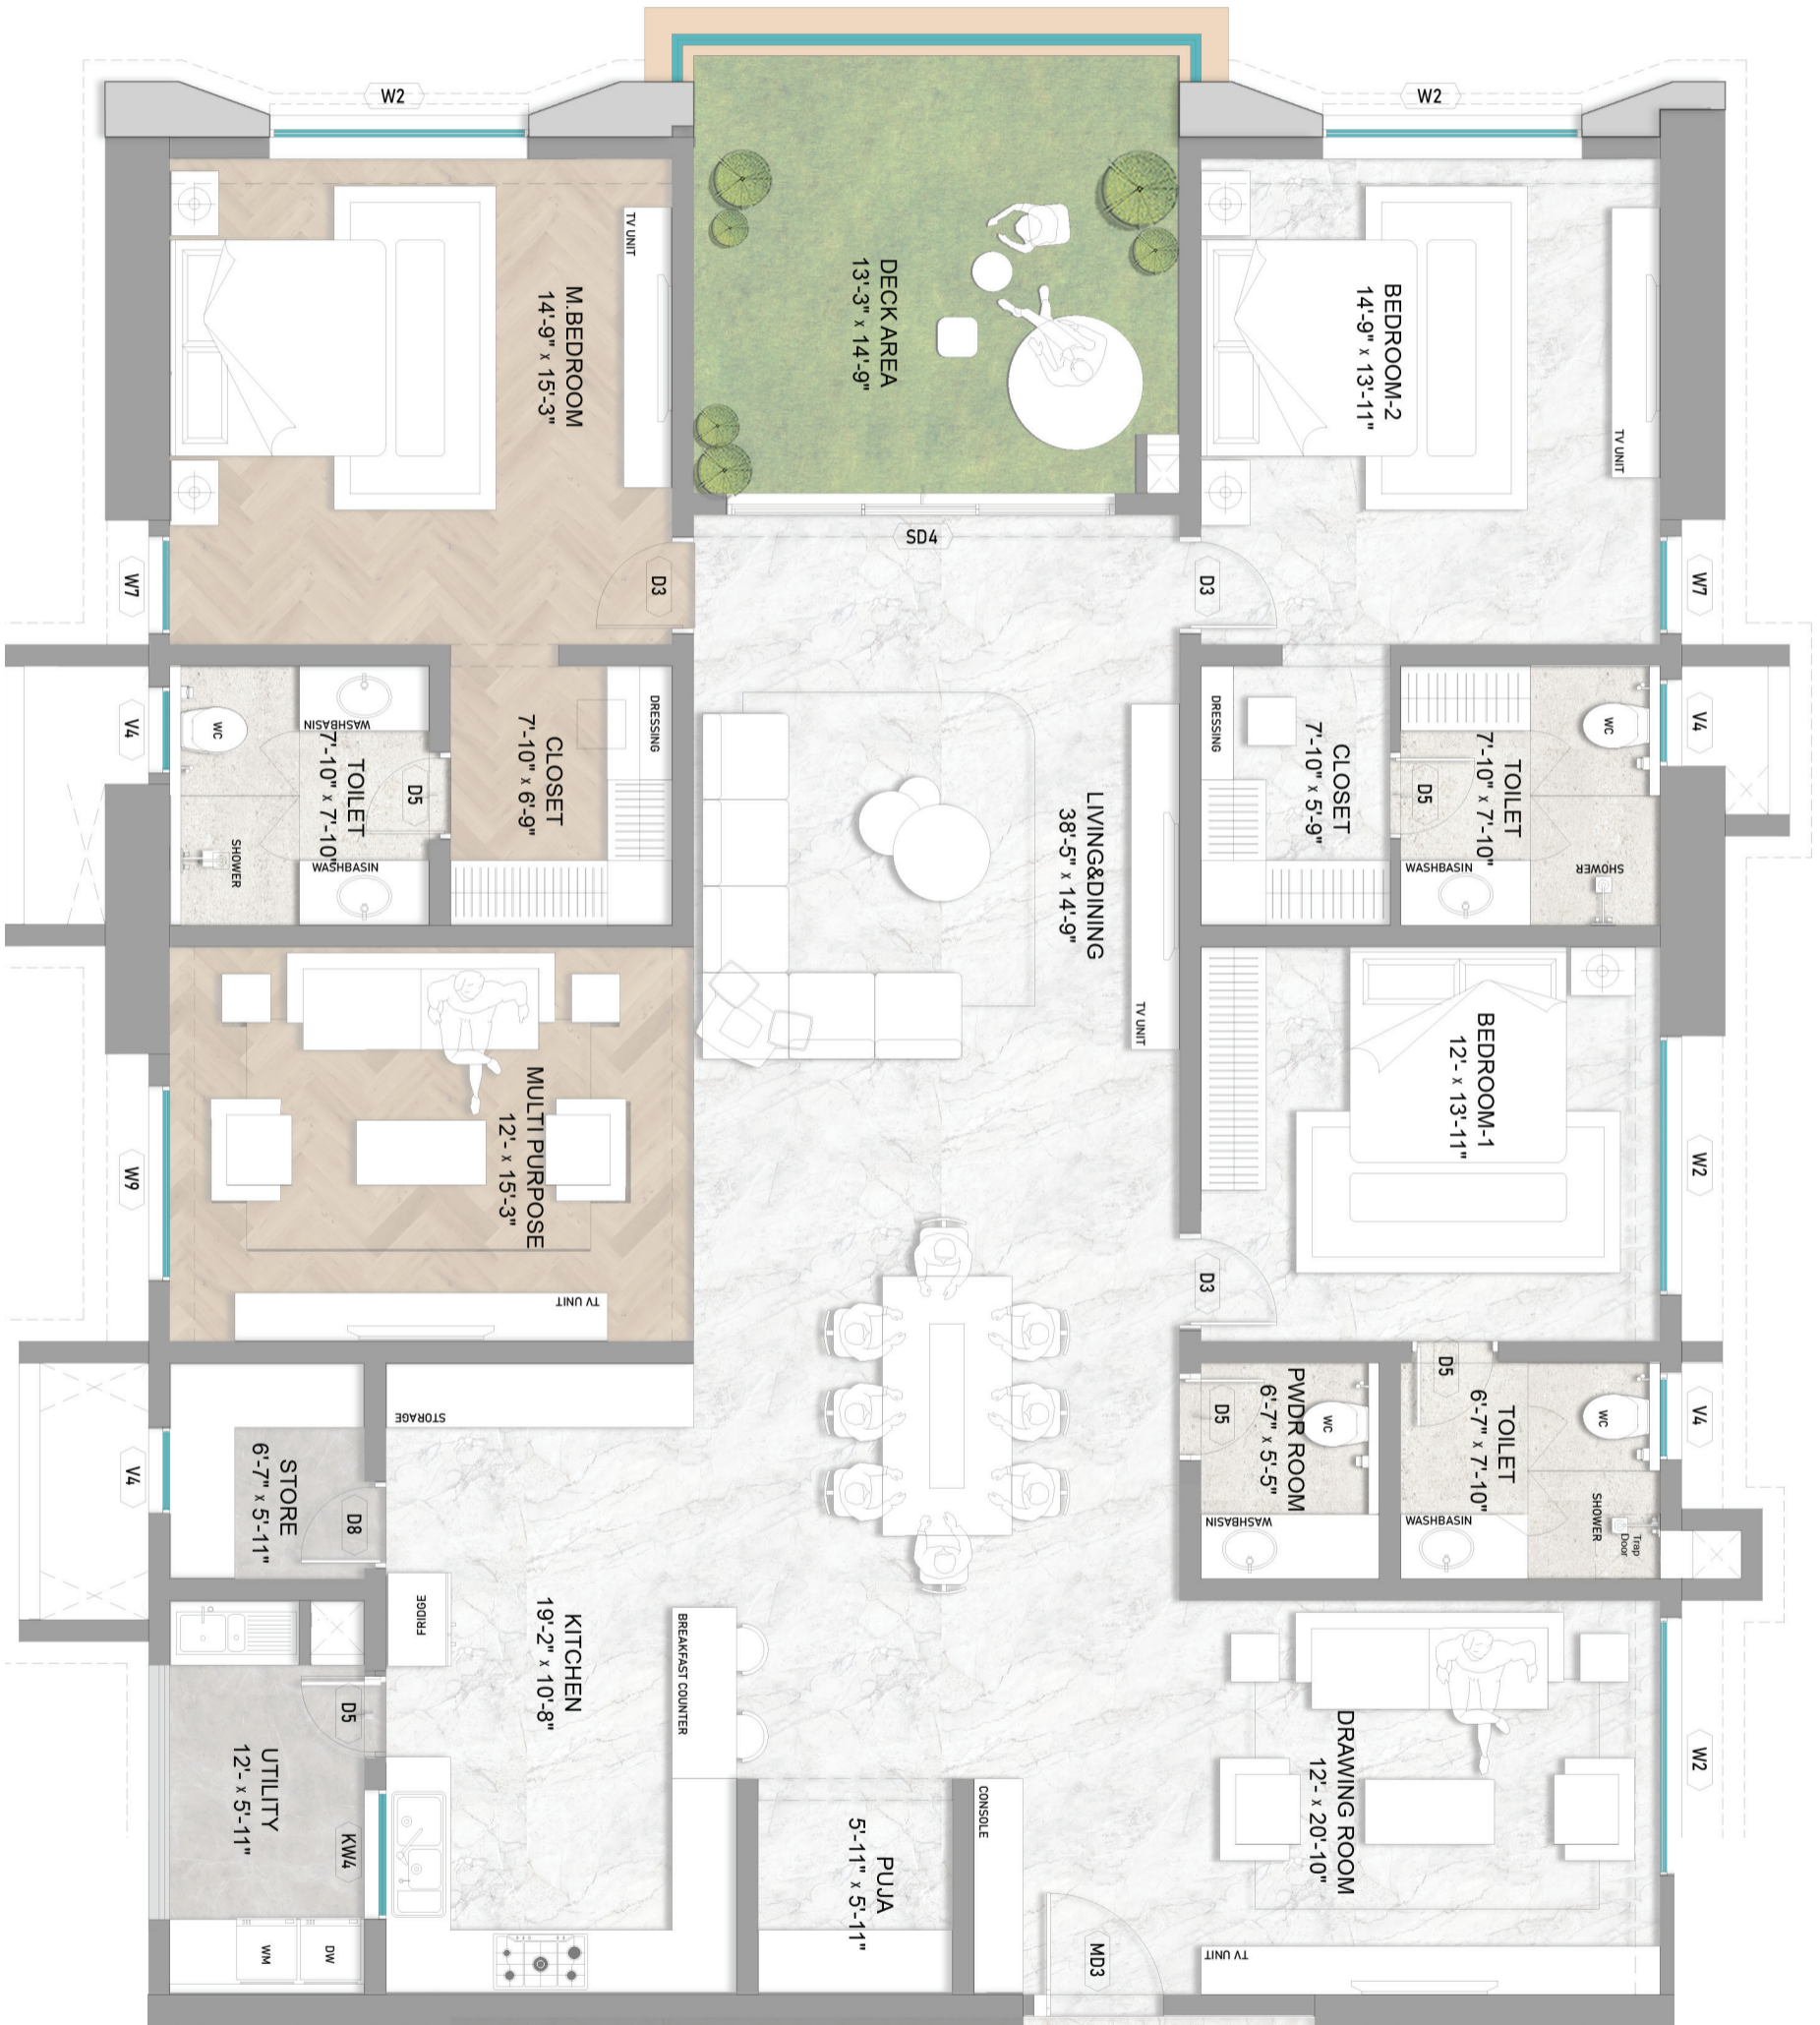 W2
W2
TV UNIT
M.BEDROOM
14'-9" x 15'-3"
DECK AREA
13'-3" x 14'-9"
BEDROOM-2
14'-9" x 13'-11"
TV UNIT
SD4
W7
D3
D3
W7
V4
WC
WASHBASIN
TOILET
7'-10" x 7'-10"
D5
SHOWER
WASHBASIN
CLOSET
7'-10" x 6'-9"
DRESSING
LIVING&DINING
38'-5" x 14'-9"
TV UNIT
DRESSING
CLOSET
7'-10" x 5'-9"
D5
TOILET
7'-10" x 7'-10"
WC
WASHBASIN
SHOWER
V4
W9
MULTI PURPOSE
12'- x 15'-3"
TV UNIT
BEDROOM-1
12'- x 13'-11"
W2
D3
V4
STORE
6'-7" x 5'-11"
D8
STORAGE
D5
PWDR ROOM
6'-7" x 5'-5"
WC
WASHBASIN
D5
TOILET
6'-7" x 7'-10"
WC
WASHBASIN
SHOWER
Trap
Door
V4
FRIDGE
KITCHEN
19'-2" x 10'-8"
BREAKFAST COUNTER
D5
UTILITY
12'- x 5'-11"
KW4
WM
DW
PUJA
5'-11" x 5'-11"
CONSOLE
DRAWING ROOM
12'- x 20'-10"
W2
MD3
TV UNIT